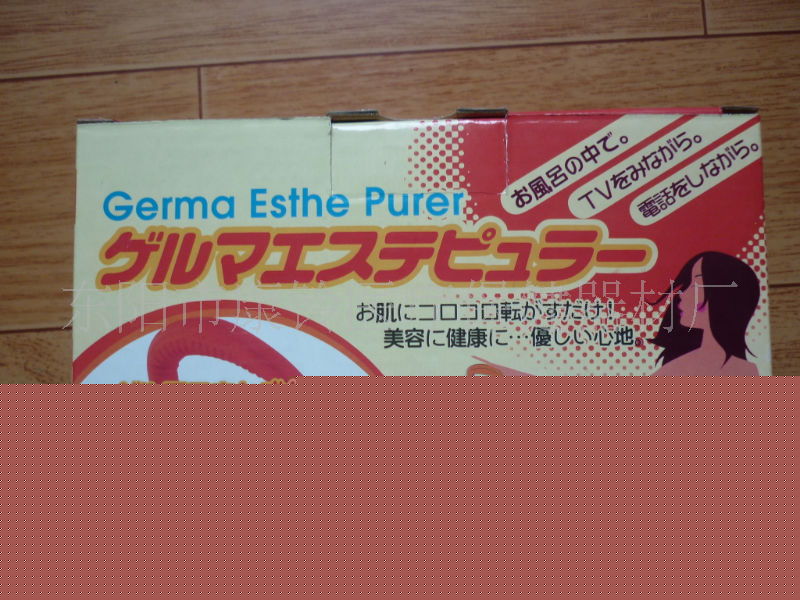 お風呂の中で。
TVをみながら。
電話をしながら。
Germa Esthe Purer
ゲルマエステピュラー
お肌にコロコロ転がすだけ!
美容に健康に…優しい心地。